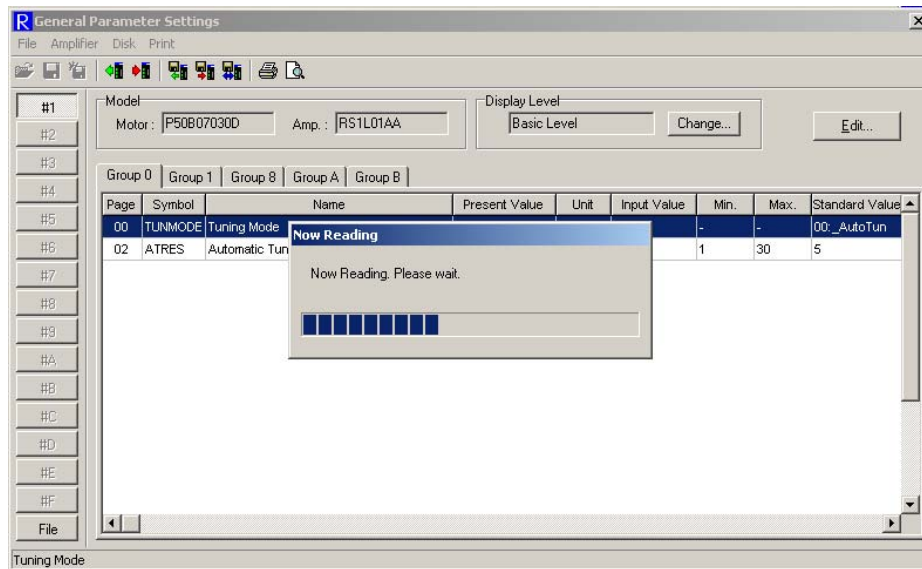 R General Parameter Settings
File Amplifier Disk Print
#1
#2
#3
#4
#5
#6
#7
#8
#9
#A
#B
#C
#D
#E
#F
File
Model
Motor : P50B07030D Amp. : RS1L01AA
Display Level
Basic Level Change...
Edit...
Group 0 Group 1 Group 8 Group A Group B
Page Symbol Name Present Value Unit Input Value Min. Max. Standard Value
00 TUNMODE Tuning Mode - - 00:_AutoTun
02 ATRES Automatic Tun 1 30 5
Now Reading
Now Reading. Please wait.
Tuning Mode